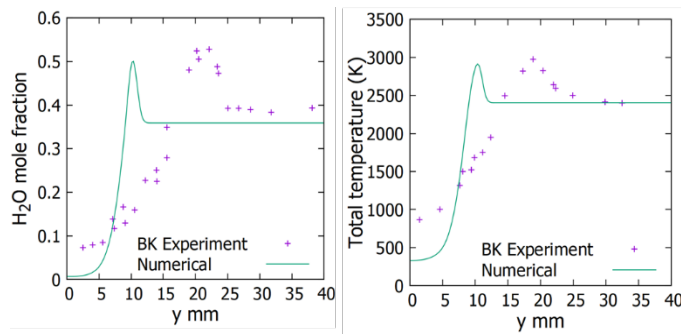 0.6
0.5
0.4
0.3
0.2
0.1
0
H₂O mole fraction
BK Experiment
Numerical
0 5 10 15 20 25 30 35 40
y mm
3500
3000
2500
2000
1500
1000
500
0
Total temperature (K)
BK Experiment
Numerical
0 5 10 15 20 25 30 35 40
y mm